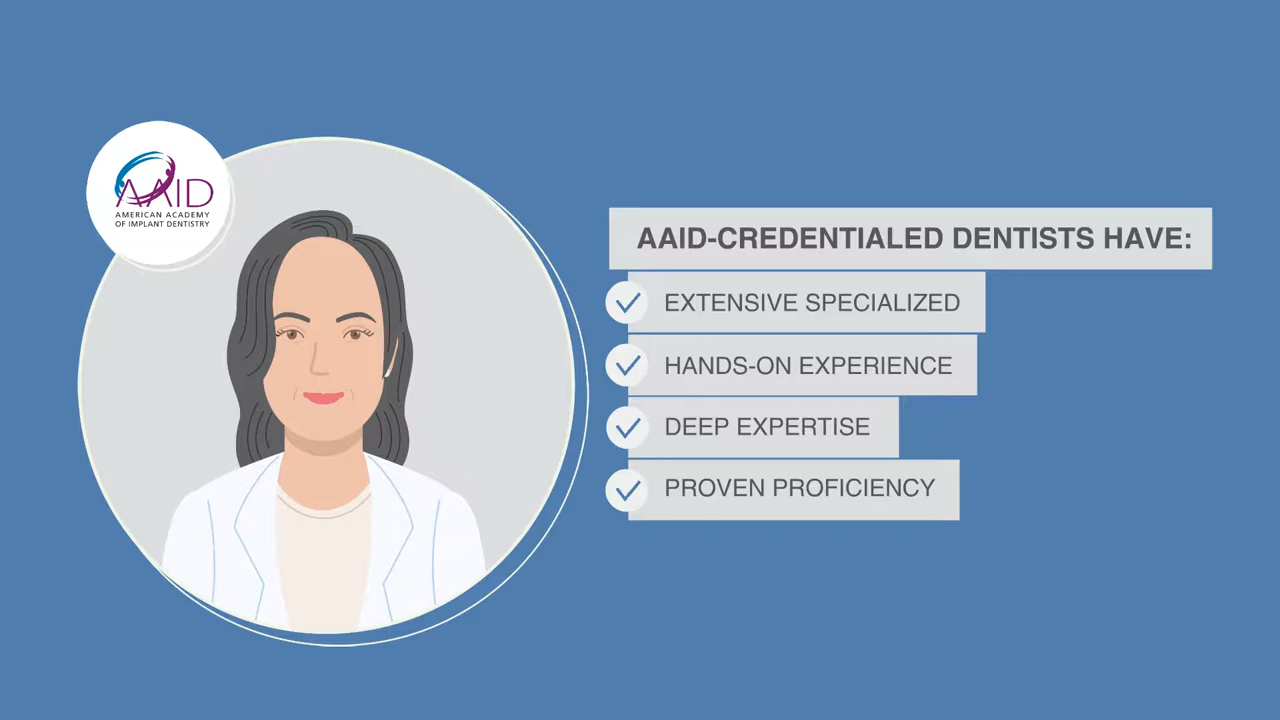 AAID
AMERICAN ACADEMY
OF IMPLANT DENTISTRY
AAID-CREDENTIALED DENTISTS HAVE:
EXTENSIVE SPECIALIZED
HANDS-ON EXPERIENCE
DEEP EXPERTISE
PROVEN PROFICIENCY